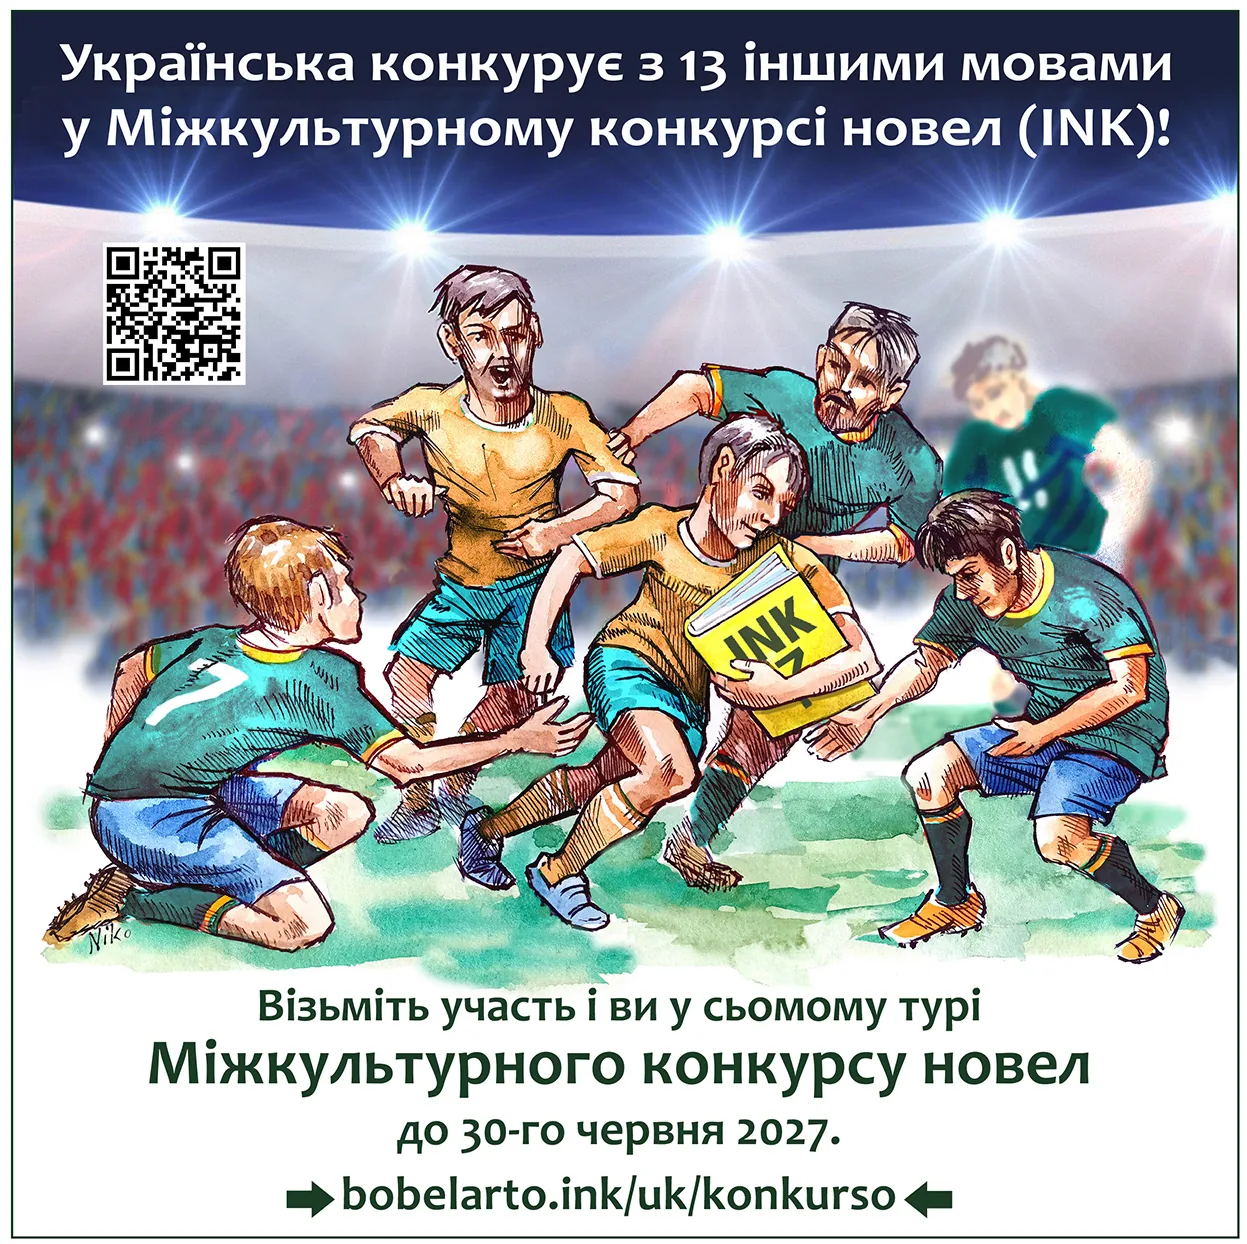 Українська конкурує з 13 іншими мовами
у Міжкультурному конкурсі новел (INK)!
7
INK
7
Niko
Візьміть участь і ви у сьомому турі
Міжкультурного конкурсу новел
до 30-го червня 2027.
bobelarto.ink/uk/konkurso